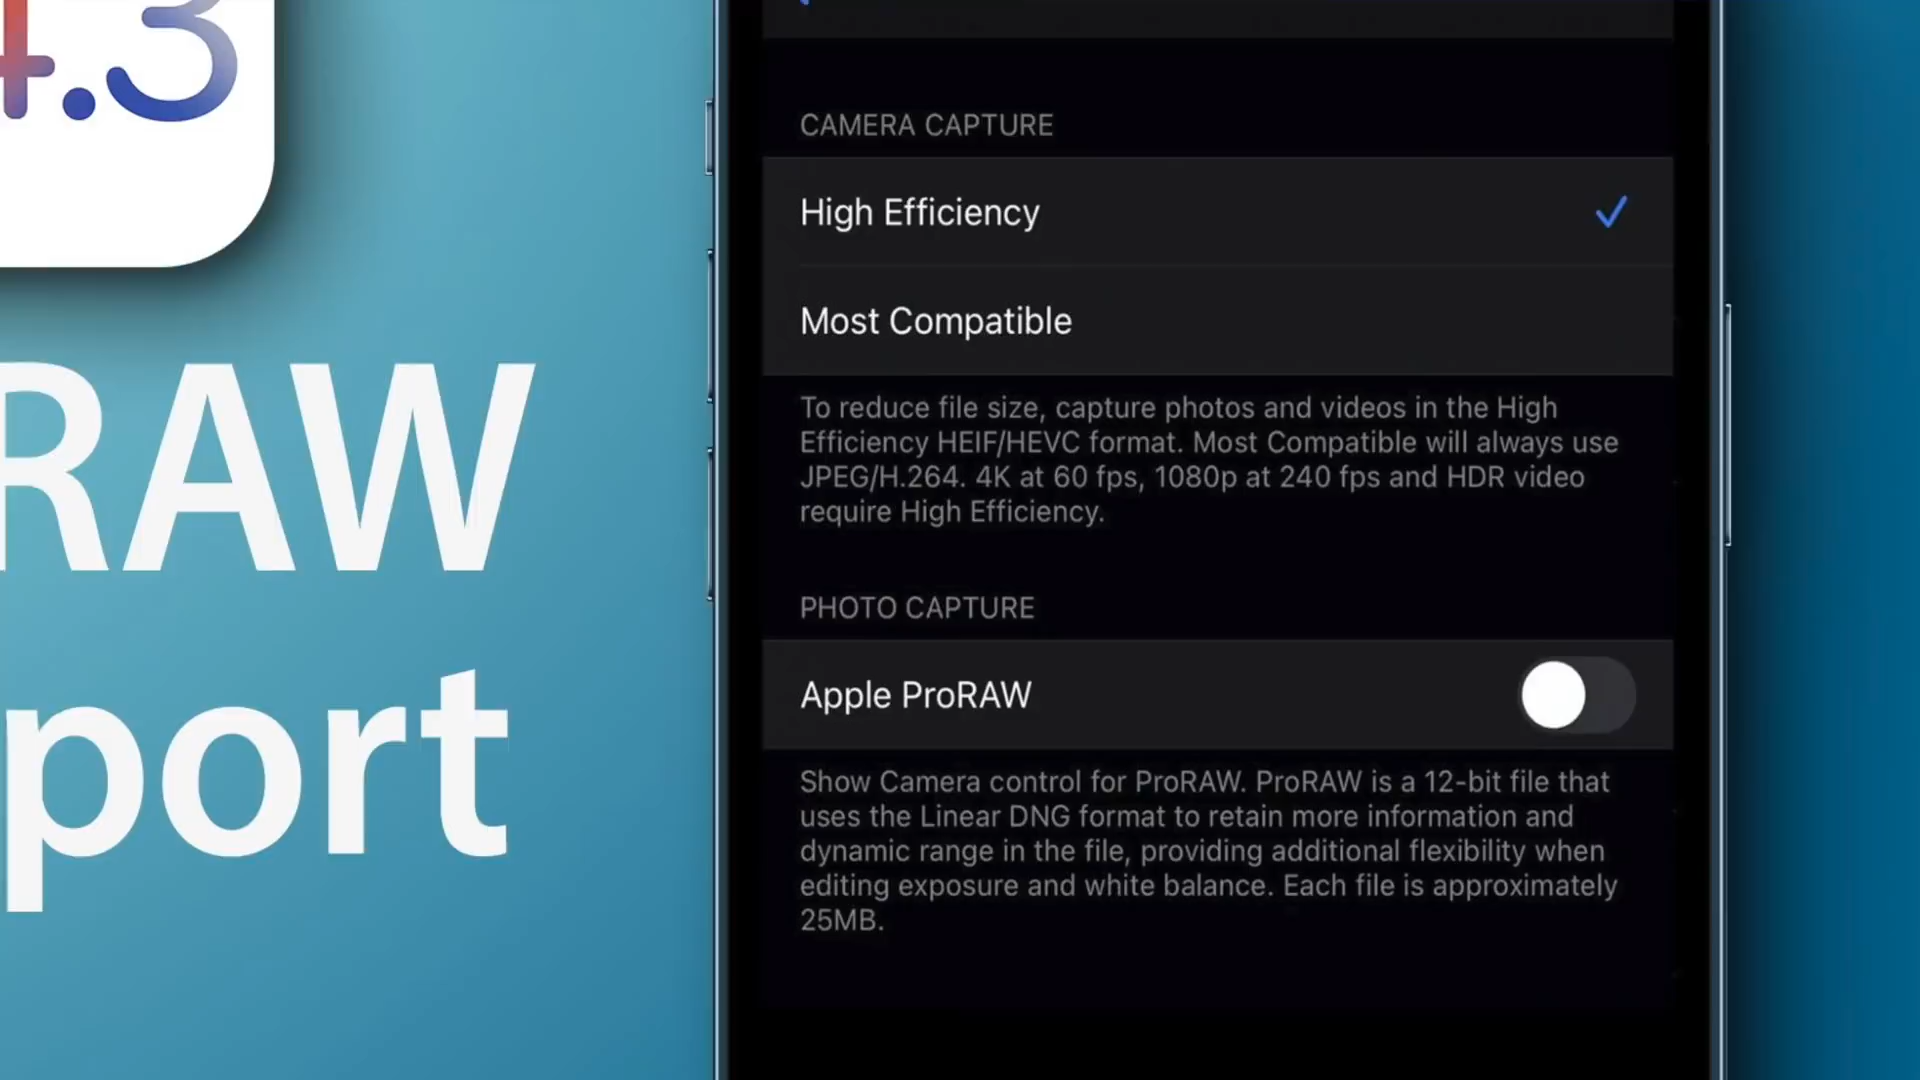 4.3
RAW
port
CAMERA CAPTURE
High Efficiency
Most Compatible
To reduce file size, capture photos and videos in the High
Efficiency HEIF/HEVC format. Most Compatible will always use
JPEG/H.264. 4K at 60 fps, 1080p at 240 fps and HDR video
require High Efficiency.
PHOTO CAPTURE
Apple ProRAW
Show Camera control for ProRAW. ProRAW is a 12-bit file that
uses the Linear DNG format to retain more information and
dynamic range in the file, providing additional flexibility when
editing exposure and white balance. Each file is approximately
25MB.